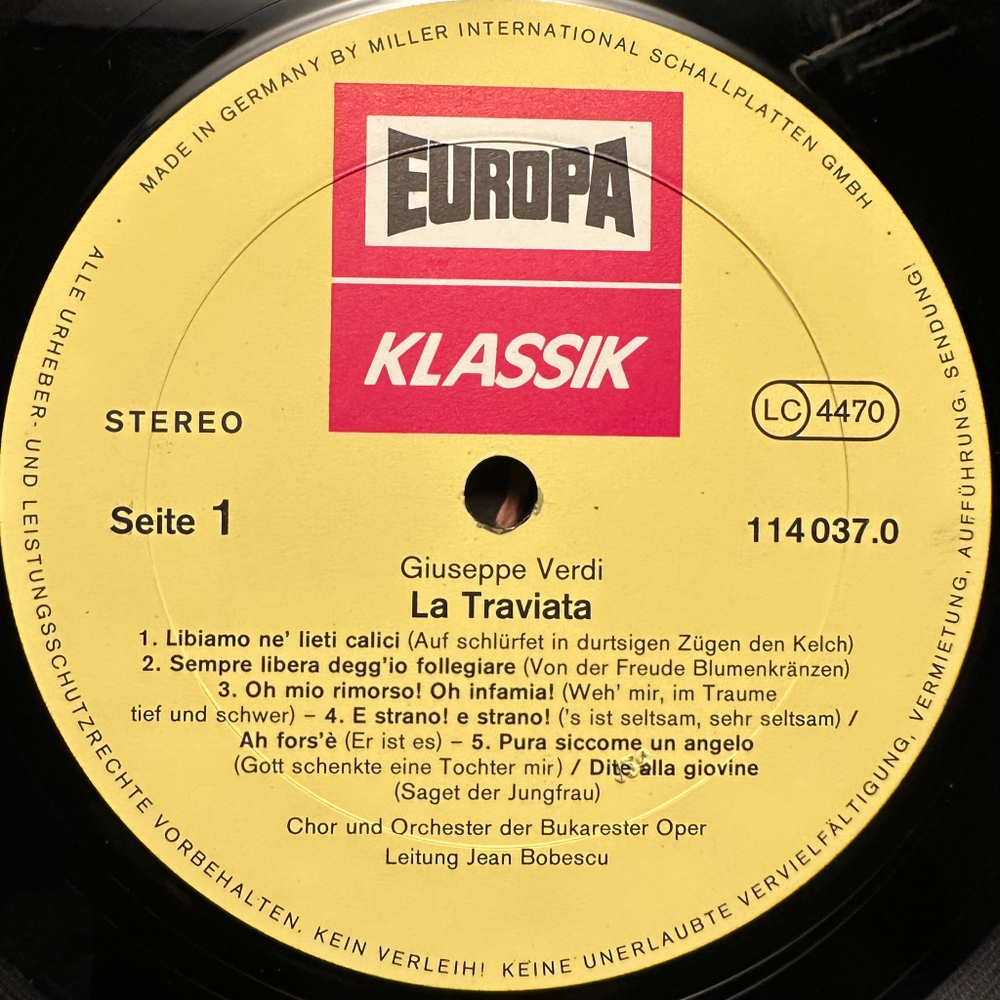 MADE IN GERMANY BY MILLER INTERNATIONAL SCHALLPLATTEN GMBH
EUROPA
KLASSIK
STEREO
LC 4470
Seite 1
114 037.0
Giuseppe Verdi
La Traviata
1. Libiamo ne' lieti calici (Auf schlürfet in durtsigen Zügen den Kelch)
2. Sempre libera degg'io follegiare (Von der Freude Blumenkränzen)
3. Oh mio rimorso! Oh infamia! (Weh' mir, im Traume
tief und schwer) – 4. E strano! e strano! ('s ist seltsam, sehr seltsam) /
Ah fors'è (Er ist es) – 5. Pura siccome un angelo
(Gott schenkte eine Tochter mir) / Dite alla giovine
(Saget der Jungfrau)
Chor und Orchester der Bukarester Oper
Leitung Jean Bobescu
ALLE URHEBER- UND LEISTUNGSSCHUTZRECHTE VORBEHALTEN. KEIN VERLEIH! KEINE UNERLAUBTE VERVIELFÄLTIGUNG, VERMIETUNG, AUFFÜHRUNG, SENDUNG!